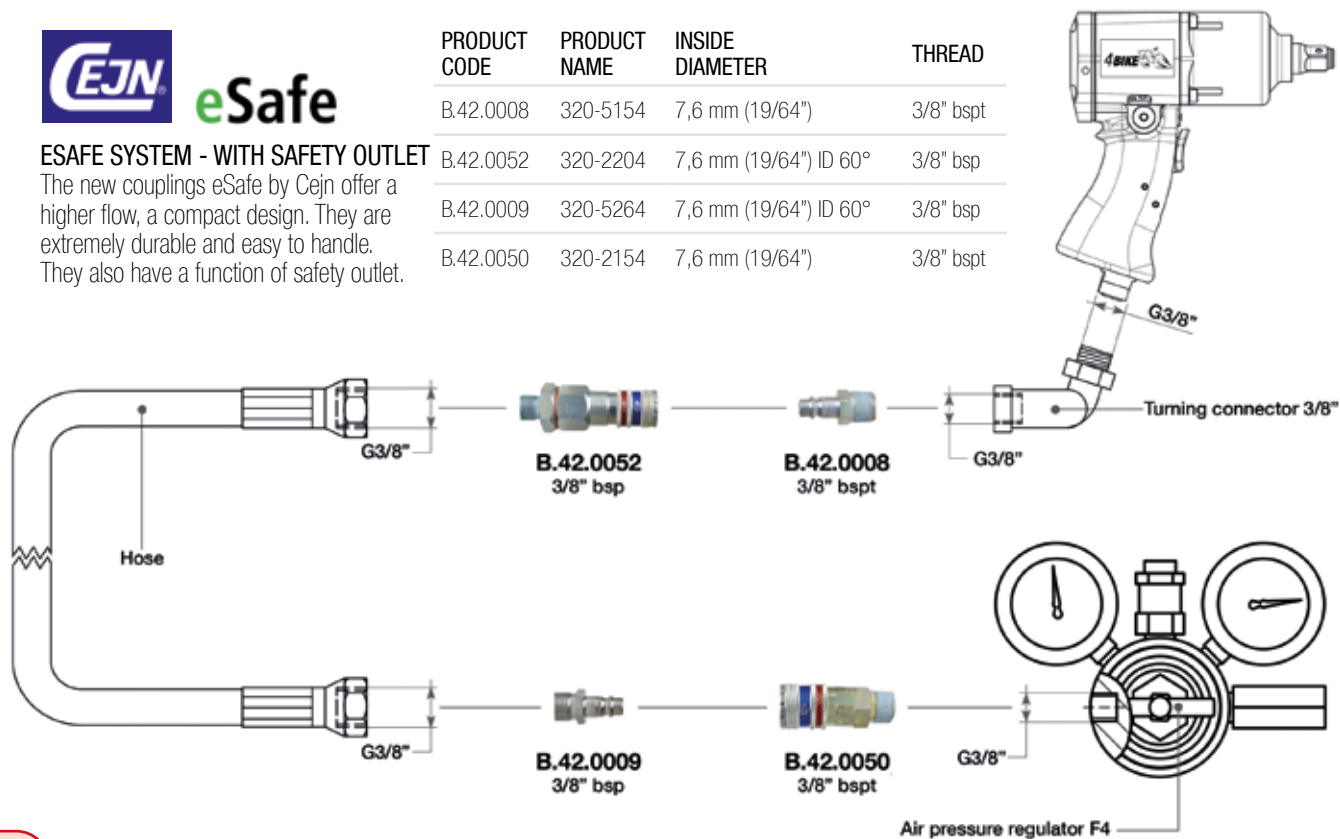 CEJN
eSafe
ESAFE SYSTEM - WITH SAFETY OUTLET
The new couplings eSafe by Cejn offer a
higher flow, a compact design. They are
extremely durable and easy to handle.
They also have a function of safety outlet.
PRODUCT CODE PRODUCT NAME INSIDE DIAMETER THREAD
B.42.0008 320-5154 7,6 mm (19/64”) 3/8” bspt
B.42.0052 320-2204 7,6 mm (19/64”) ID 60° 3/8” bsp
B.42.0009 320-5264 7,6 mm (19/64”) ID 60° 3/8” bsp
B.42.0050 320-2154 7,6 mm (19/64”) 3/8” bspt
4BIKE
G3/8”
Turning connector 3/8”
G3/8”
B.42.0052
3/8” bsp
B.42.0008
3/8” bspt
G3/8”
Hose
G3/8”
B.42.0009
3/8” bsp
B.42.0050
3/8” bspt
G3/8”
Air pressure regulator F4